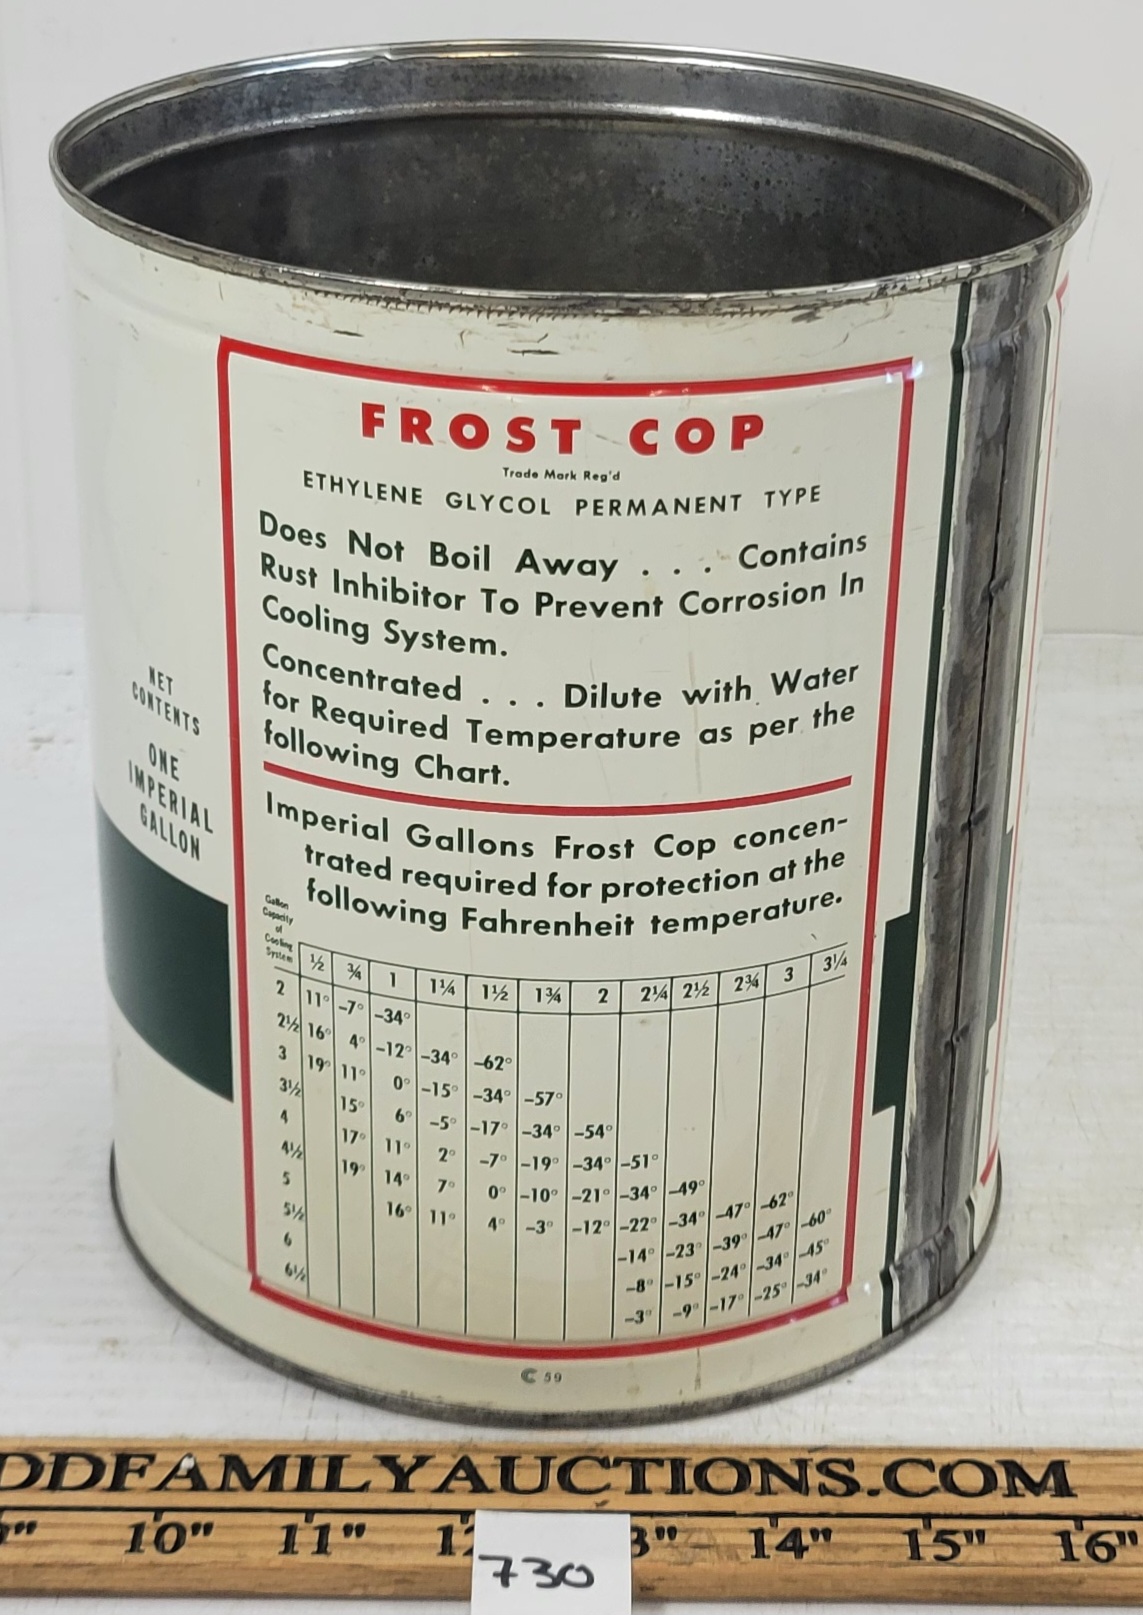 FROST COP
Trade Mark Reg'd
ETHYLENE GLYCOL PERMANENT TYPE
Does Not Boil Away . . . Contains
Rust Inhibitor To Prevent Corrosion In
Cooling System.
Concentrated . . . Dilute with Water
for Required Temperature as per the
following Chart.
Imperial Gallons Frost Cop concen-
trated required for protection at the
following Fahrenheit temperature.
Gallon
Capacity
of
Cooling
System
½ ¾ 1 1¼ 1½ 1¾ 2 2¼ 2½ 2¾ 3 3¼
2 11° -7° -34°
2½ 16° 4° -12° -34° -62°
3 19° 11° 0° -15° -34° -57°
3½ 15° 6° -5° -17° -34° -54°
4 17° 11° 2° -7° -19° -34° -51°
4½ 19° 14° 7° 0° -10° -21° -34° -49°
5 16° 11° 4° -3° -12° -22° -34° -47° -62°
5½ -14° -23° -39° -47° -60°
6 -8° -15° -24° -34° -45°
6½ -3° -9° -17° -25° -34°
C 59
NET
CONTENTS
ONE
IMPERIAL
GALLON
DDFAMILYAUCTIONS.COM
10" 11" 3" 14" 15" 16"
730